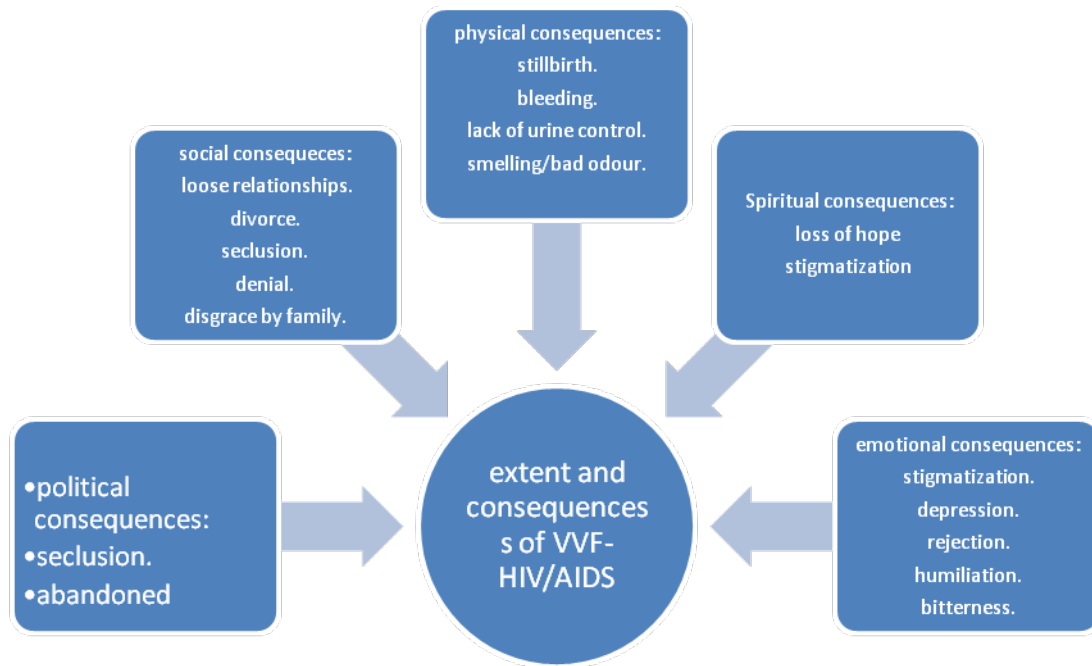 physical consequences:
stillbirth.
bleeding.
lack of urine control.
smelling/bad odour.
social consequeces:
loose relationships.
divorce.
seclusion.
denial.
disgrace by family.
Spiritual consequences:
loss of hope
stigmatization
•political
consequences:
•seclusion.
•abandoned
extent and
consequences
s of VVF-
HIV/AIDS
emotional consequences:
stigmatization.
depression.
rejection.
humiliation.
bitterness.